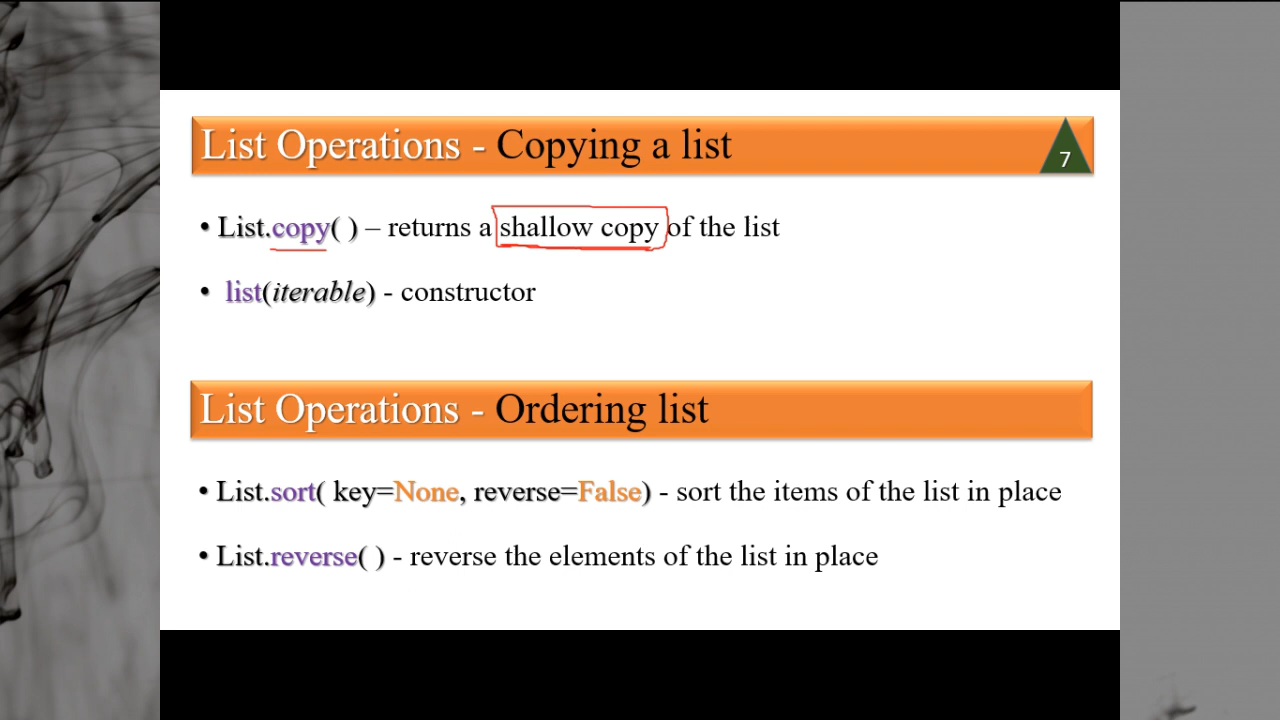 List Operations - Copying a list
7
• List.copy( ) – returns a shallow copy of the list
• list(iterable) - constructor
List Operations - Ordering list
• List.sort( key=None, reverse=False) - sort the items of the list in place
• List.reverse( ) - reverse the elements of the list in place